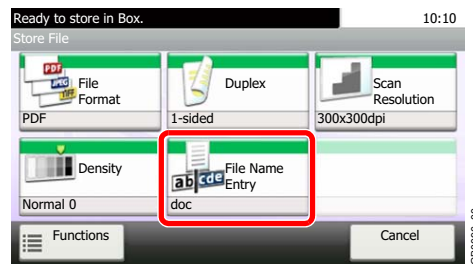 Ready to store in Box.
10:10
Store File
PDF
JPEG
TIFF
File
Format
PDF
Duplex
1-sided
Scan
Resolution
300x300dpi
Density
Normal 0
ab cde
File Name
Entry
doc
Functions
Cancel